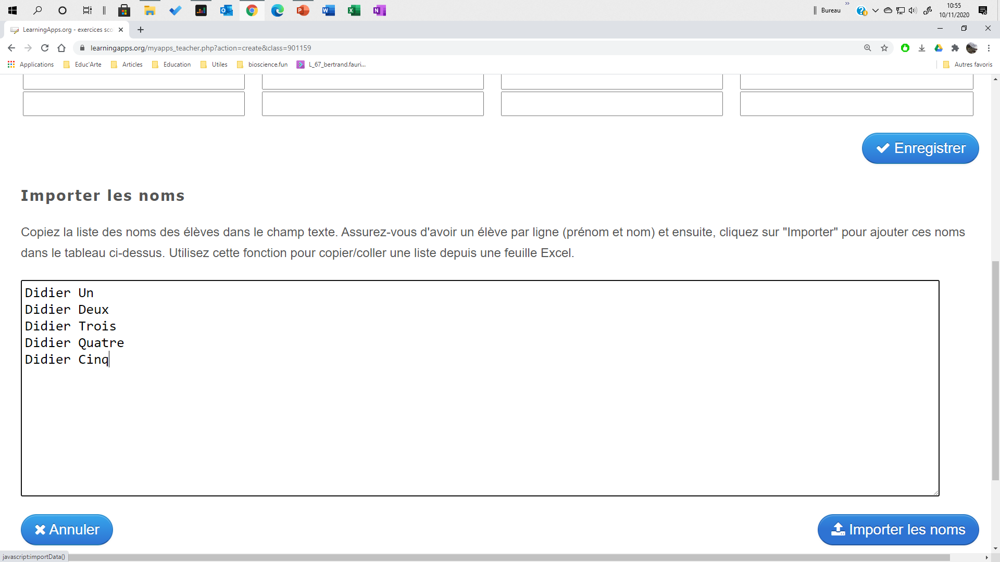 Bureau
»
10:55
10/11/2020
LearningApps.org - exercices sco
learningapps.org/myapps_teacher.php?action=create&class=901159
Applications
Educ'Arte
Articles
Education
Utiles
bioscience.fun
L_67_bertrand.fauri...
Autres favoris
Enregistrer
Importer les noms
Copiez la liste des noms des élèves dans le champ texte. Assurez-vous d'avoir un élève par ligne (prénom et nom) et ensuite, cliquez sur "Importer" pour ajouter ces noms
dans le tableau ci-dessus. Utilisez cette fonction pour copier/coller une liste depuis une feuille Excel.
Didier Un
Didier Deux
Didier Trois
Didier Quatre
Didier Cinq
Annuler
Importer les noms
javascript:importData()